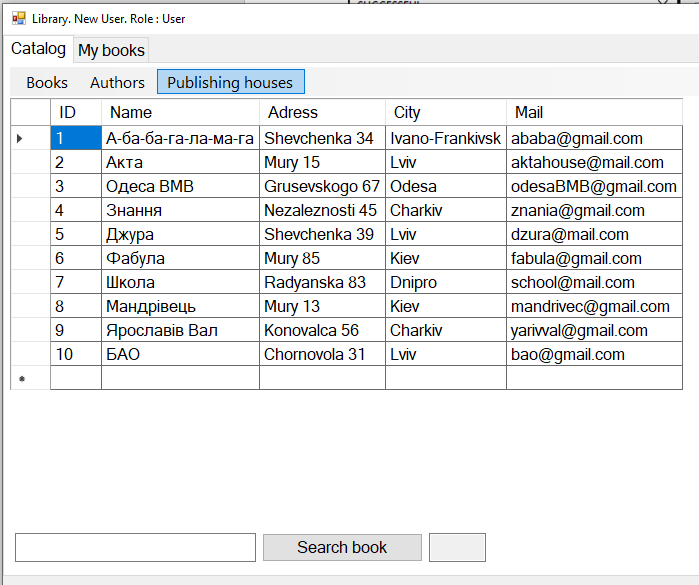 Library. New User. Role : User
Catalog My books
Books Authors Publishing houses
ID Name Adress City Mail
1 А-ба-ба-га-ла-ма-га Shevchenka 34 Ivano-Frankivsk ababa@gmail.com
2 Акта Mury 15 Lviv aktahouse@mail.com
3 Одеса ВМВ Grusevskogo 67 Odesa odesaBMB@gmail.com
4 Знання Nezaleznosti 45 Charkiv znania@gmail.com
5 Джура Shevchenka 39 Lviv dzura@mail.com
6 Фабула Mury 85 Kiev fabula@gmail.com
7 Школа Radyanska 83 Dnipro school@mail.com
8 Мандрівець Mury 13 Kiev mandrivec@gmail.com
9 Ярославів Вал Konovalca 56 Charkiv yarivval@gmail.com
10 БАО Chornovola 31 Lviv bao@gmail.com
Search book